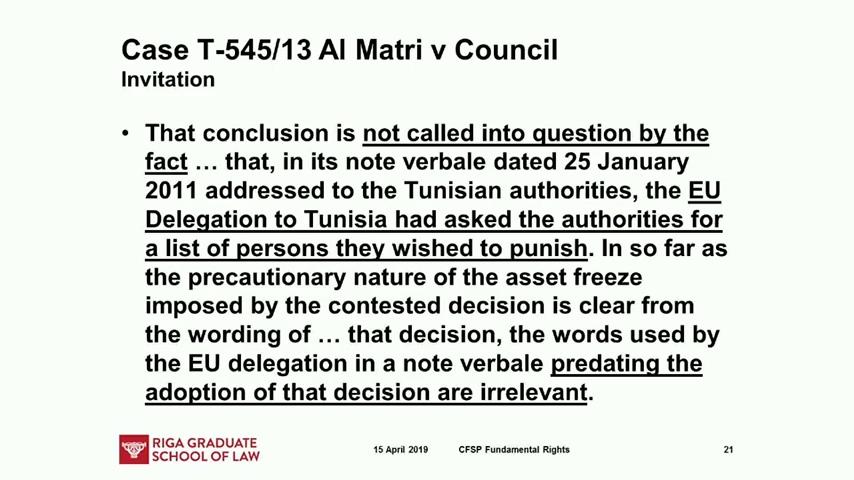 Case T-545/13 Al Matri v Council
Invitation
• That conclusion is not called into question by the
fact … that, in its note verbale dated 25 January
2011 addressed to the Tunisian authorities, the EU
Delegation to Tunisia had asked the authorities for
a list of persons they wished to punish. In so far as
the precautionary nature of the asset freeze
imposed by the contested decision is clear from
the wording of … that decision, the words used by
the EU delegation in a note verbale predating the
adoption of that decision are irrelevant.
RIGA GRADUATE
SCHOOL OF LAW
15 April 2019 CFSP Fundamental Rights 21